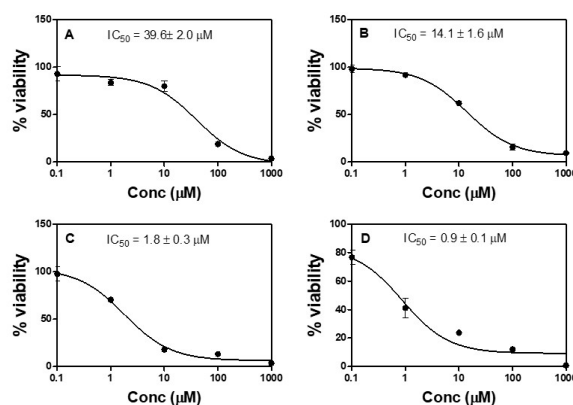 A IC50 = 39.6± 2.0 μM
150
100
50
0
% viability
0.1 1 10 100 1000
Conc (μM)
B IC50 = 14.1± 1.6 μM
150
100
50
0
% viability
0.1 1 10 100 1000
Conc (μM)
C IC50 = 1.8 ± 0.3 μM
150
100
50
0
% viability
0.1 1 10 100 1000
Conc (μM)
D IC50 = 0.9 ± 0.1 μM
100
80
60
40
20
0
% viability
0.1 1 10 100 1000
Conc (μM)